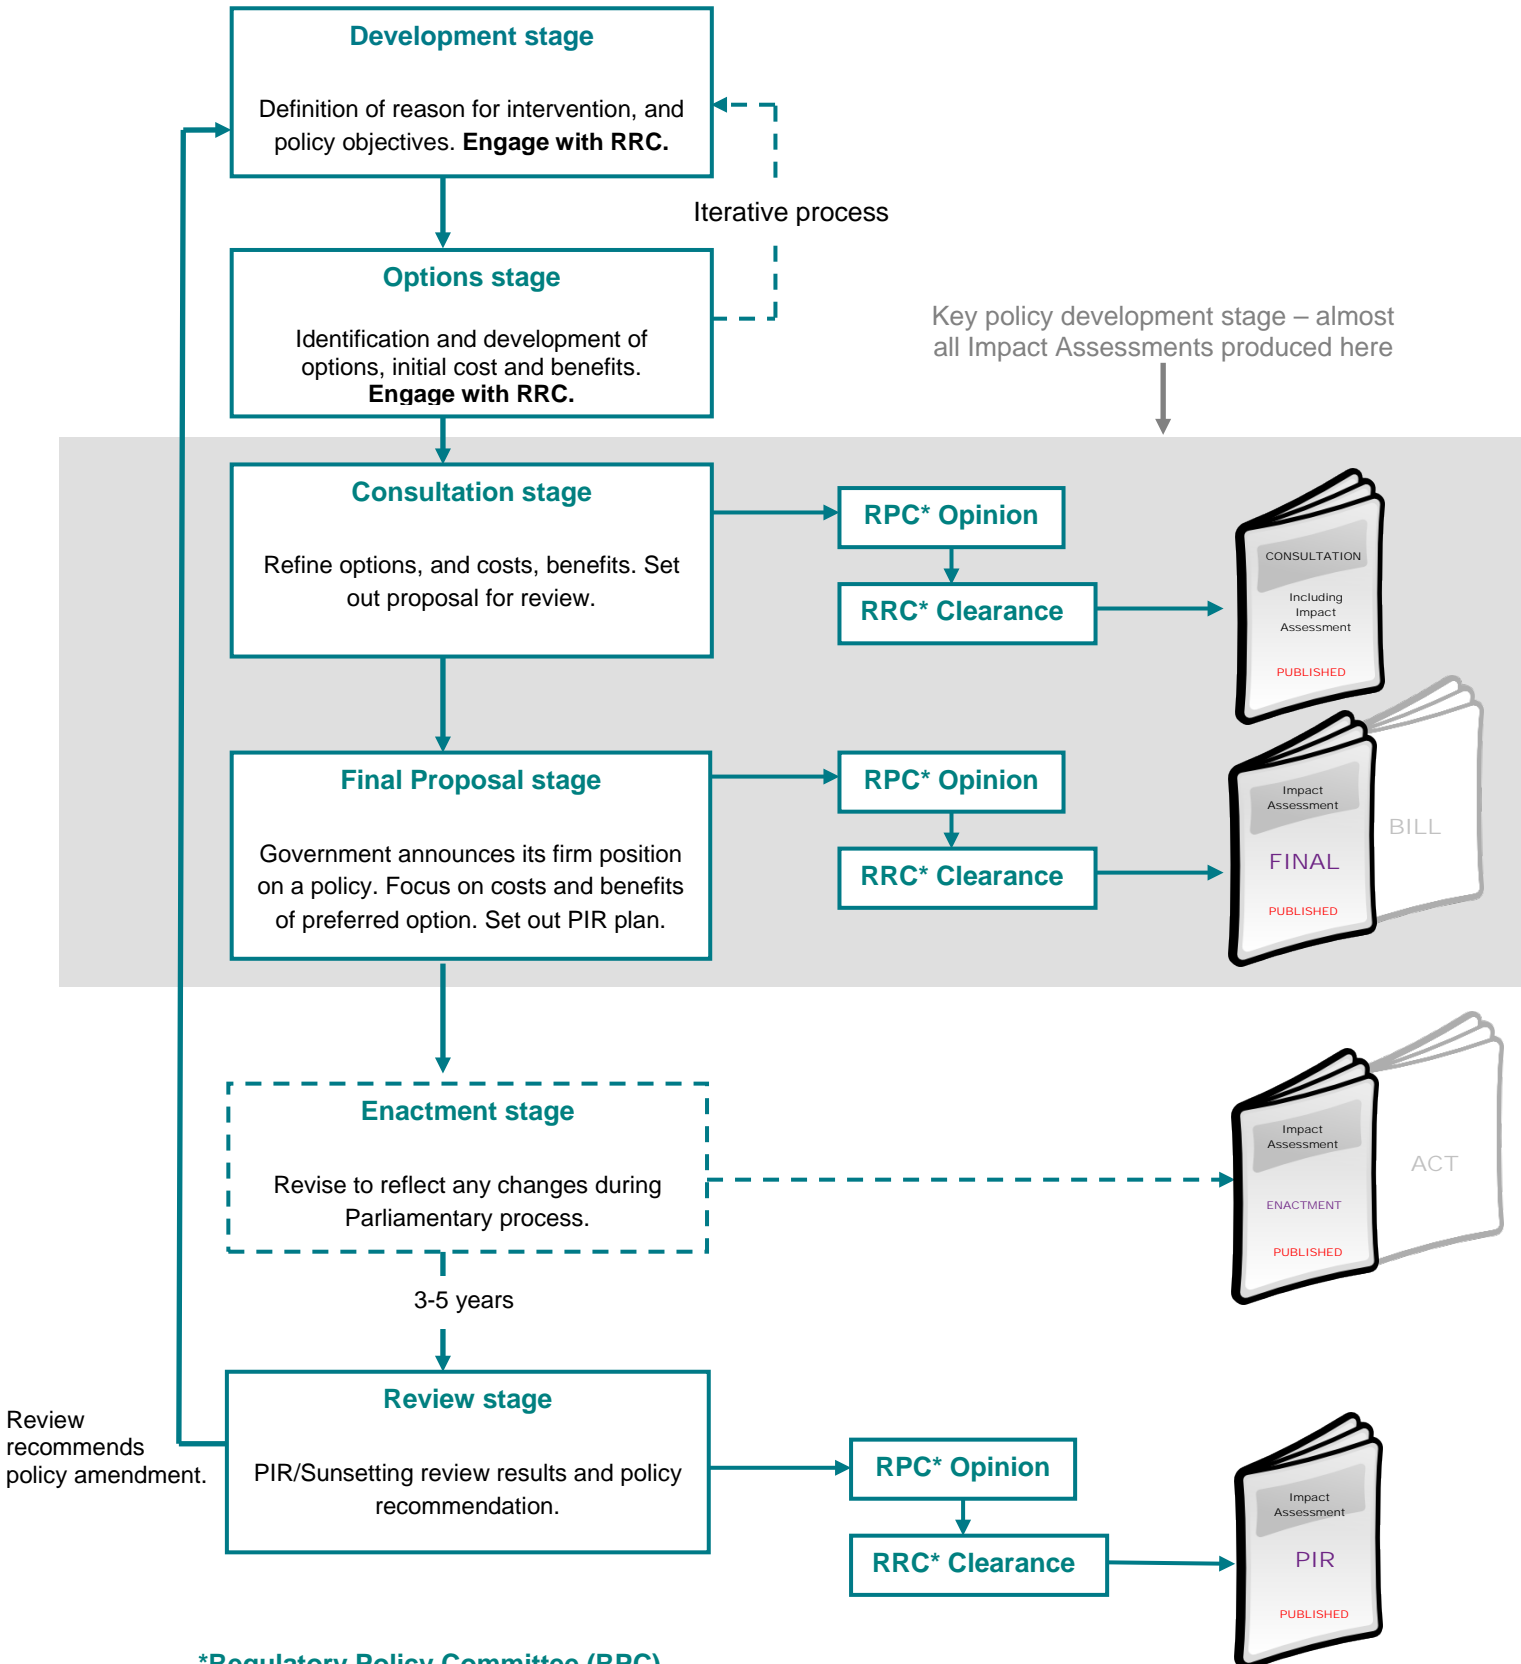 Development stage
Definition of reason for intervention, and
policy objectives. Engage with RRC.
Iterative process
Options stage
Identification and development of
options, initial cost and benefits.
Engage with RRC.
Key policy development stage – almost
all Impact Assessments produced here
Consultation stage
Refine options, and costs, benefits. Set
out proposal for review.
RPC* Opinion
RRC* Clearance
CONSULTATION
Including
Impact
Assessment
PUBLISHED
Final Proposal stage
Government announces its firm position
on a policy. Focus on costs and benefits
of preferred option. Set out PIR plan.
RPC* Opinion
RRC* Clearance
Impact
Assessment
FINAL
PUBLISHED
BILL
Enactment stage
Revise to reflect any changes during
Parliamentary process.
Impact
Assessment
ENACTMENT
PUBLISHED
ACT
3-5 years
Review stage
PIR/Sunsetting review results and policy
recommendation.
Review
recommends
policy amendment.
RPC* Opinion
RRC* Clearance
Impact
Assessment
PIR
PUBLISHED
*Regulatory Policy Committee (RPC)